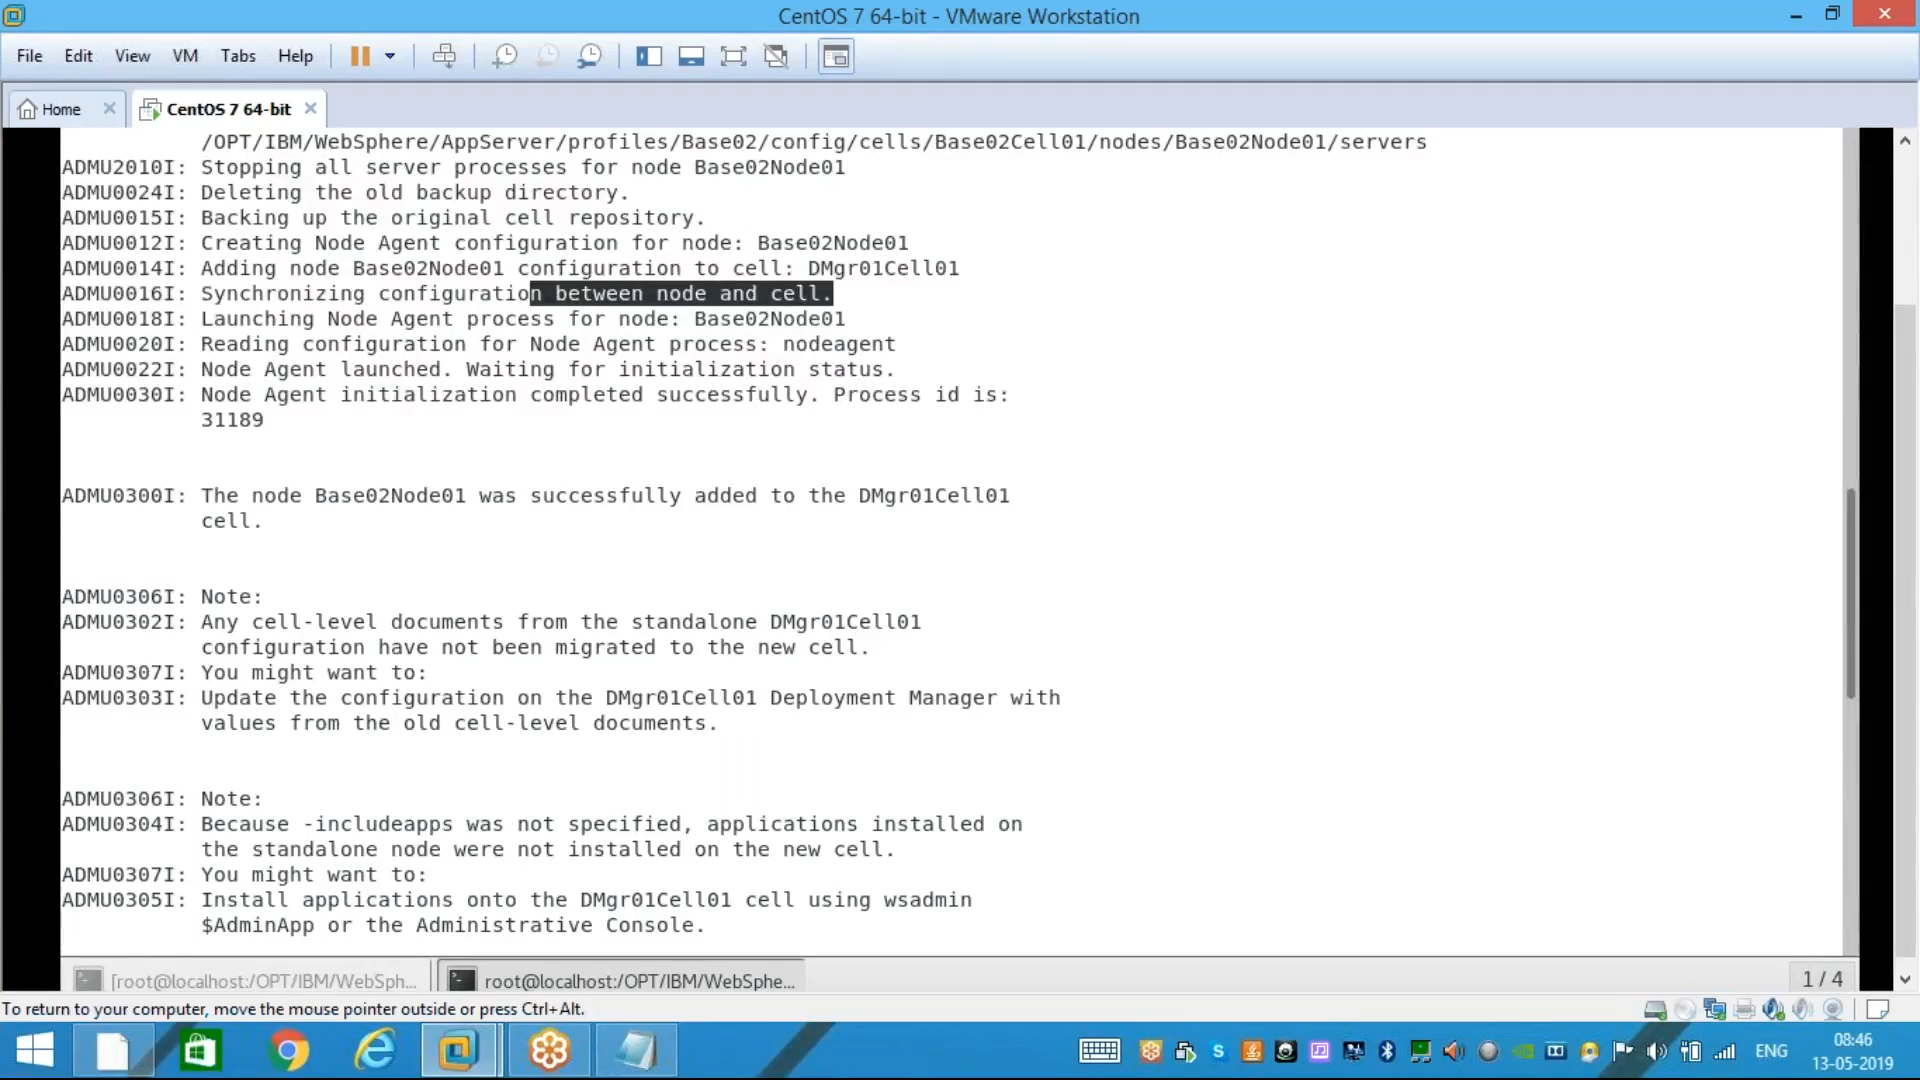 CentOS 7 64-bit - VMware Workstation
File Edit View VM Tabs Help
Home CentOS 7 64-bit
/OPT/IBM/WebSphere/AppServer/profiles/Base02/config/cells/Base02Cell01/nodes/Base02Node01/servers
ADMU2010I: Stopping all server processes for node Base02Node01
ADMU0024I: Deleting the old backup directory.
ADMU0015I: Backing up the original cell repository.
ADMU0012I: Creating Node Agent configuration for node: Base02Node01
ADMU0014I: Adding node Base02Node01 configuration to cell: DMgr01Cell01
ADMU0016I: Synchronizing configuration between node and cell.
ADMU0018I: Launching Node Agent process for node: Base02Node01
ADMU0020I: Reading configuration for Node Agent process: nodeagent
ADMU0022I: Node Agent launched. Waiting for initialization status.
ADMU0030I: Node Agent initialization completed successfully. Process id is:
31189
ADMU0300I: The node Base02Node01 was successfully added to the DMgr01Cell01
cell.
ADMU0306I: Note:
ADMU0302I: Any cell-level documents from the standalone DMgr01Cell01
configuration have not been migrated to the new cell.
ADMU0307I: You might want to:
ADMU0303I: Update the configuration on the DMgr01Cell01 Deployment Manager with
values from the old cell-level documents.
ADMU0306I: Note:
ADMU0304I: Because -includeapps was not specified, applications installed on
the standalone node were not installed on the new cell.
ADMU0307I: You might want to:
ADMU0305I: Install applications onto the DMgr01Cell01 cell using wsadmin
$AdminApp or the Administrative Console.
[root@localhost:/OPT/IBM/WebSph... root@localhost:/OPT/IBM/WebSphe... 1 / 4
To return to your computer, move the mouse pointer outside or press Ctrl+Alt.
ENG
08:46
13-05-2019